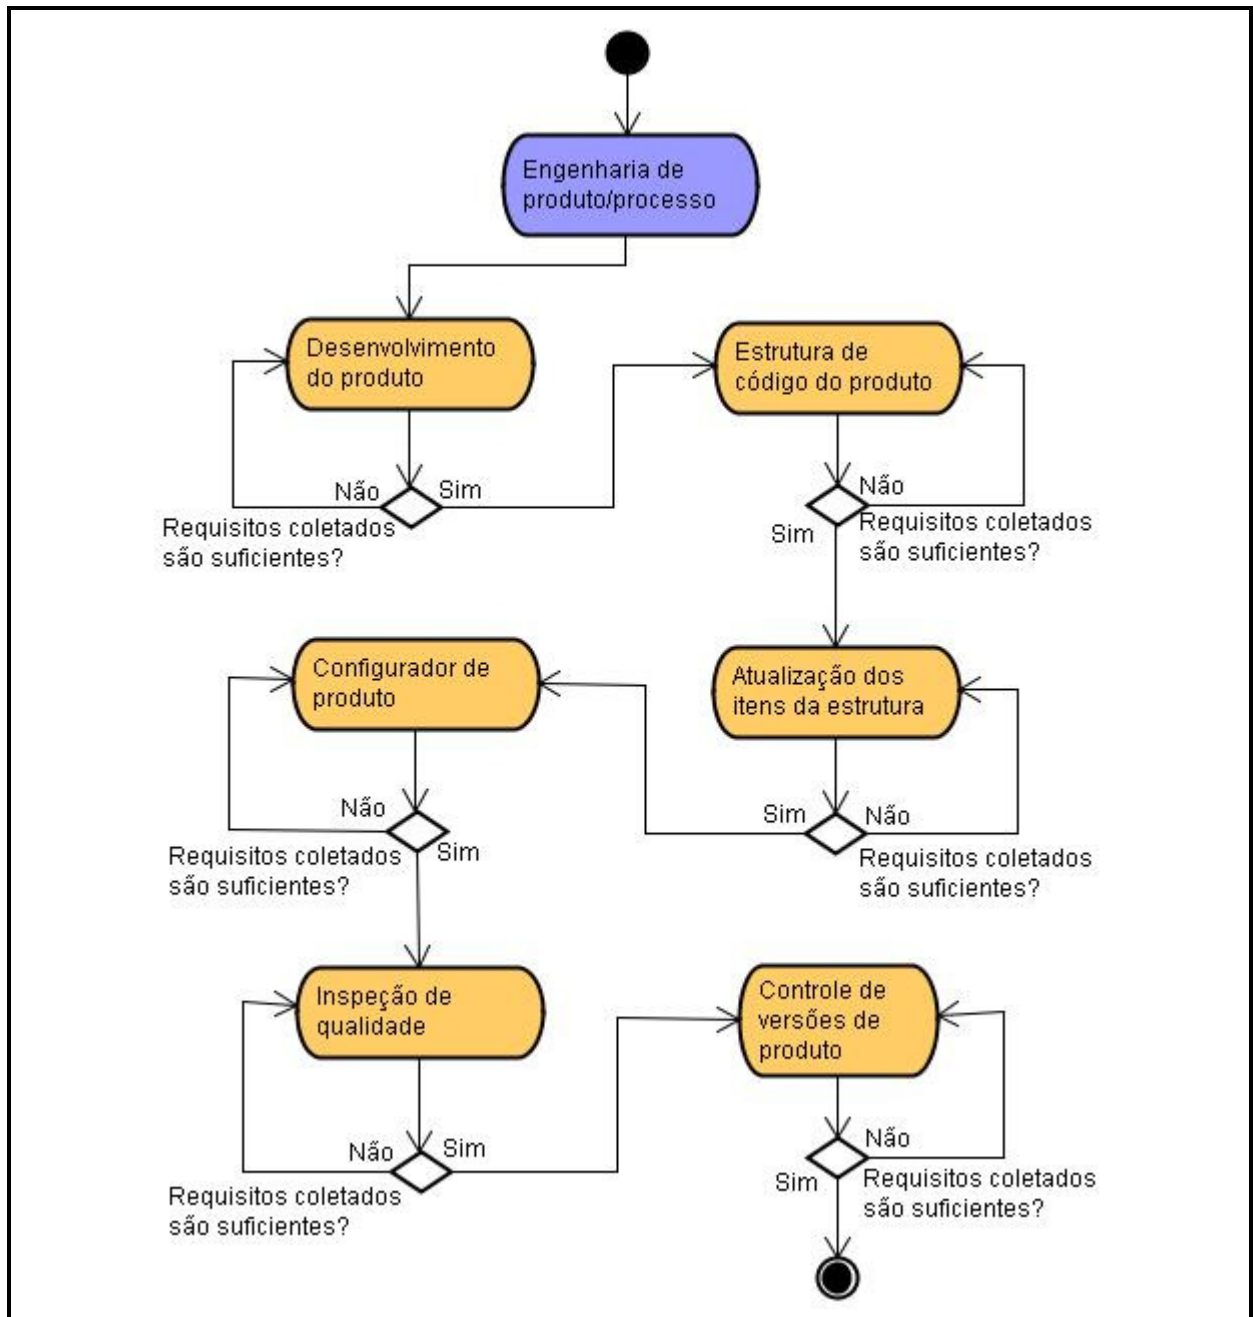 Engenharia de
produto/processo
Desenvolvimento
do produto
Estrutura de
código do produto
Não
Sim
Requisitos coletados
são suficientes?
Não
Sim
Requisitos coletados
são suficientes?
Configurador de
produto
Atualização dos
itens da estrutura
Não
Sim
Requisitos coletados
são suficientes?
Sim
Não
Requisitos coletados
são suficientes?
Inspeção de
qualidade
Controle de
versões de
produto
Não
Sim
Requisitos coletados
são suficientes?
Não
Sim
Requisitos coletados
são suficientes?